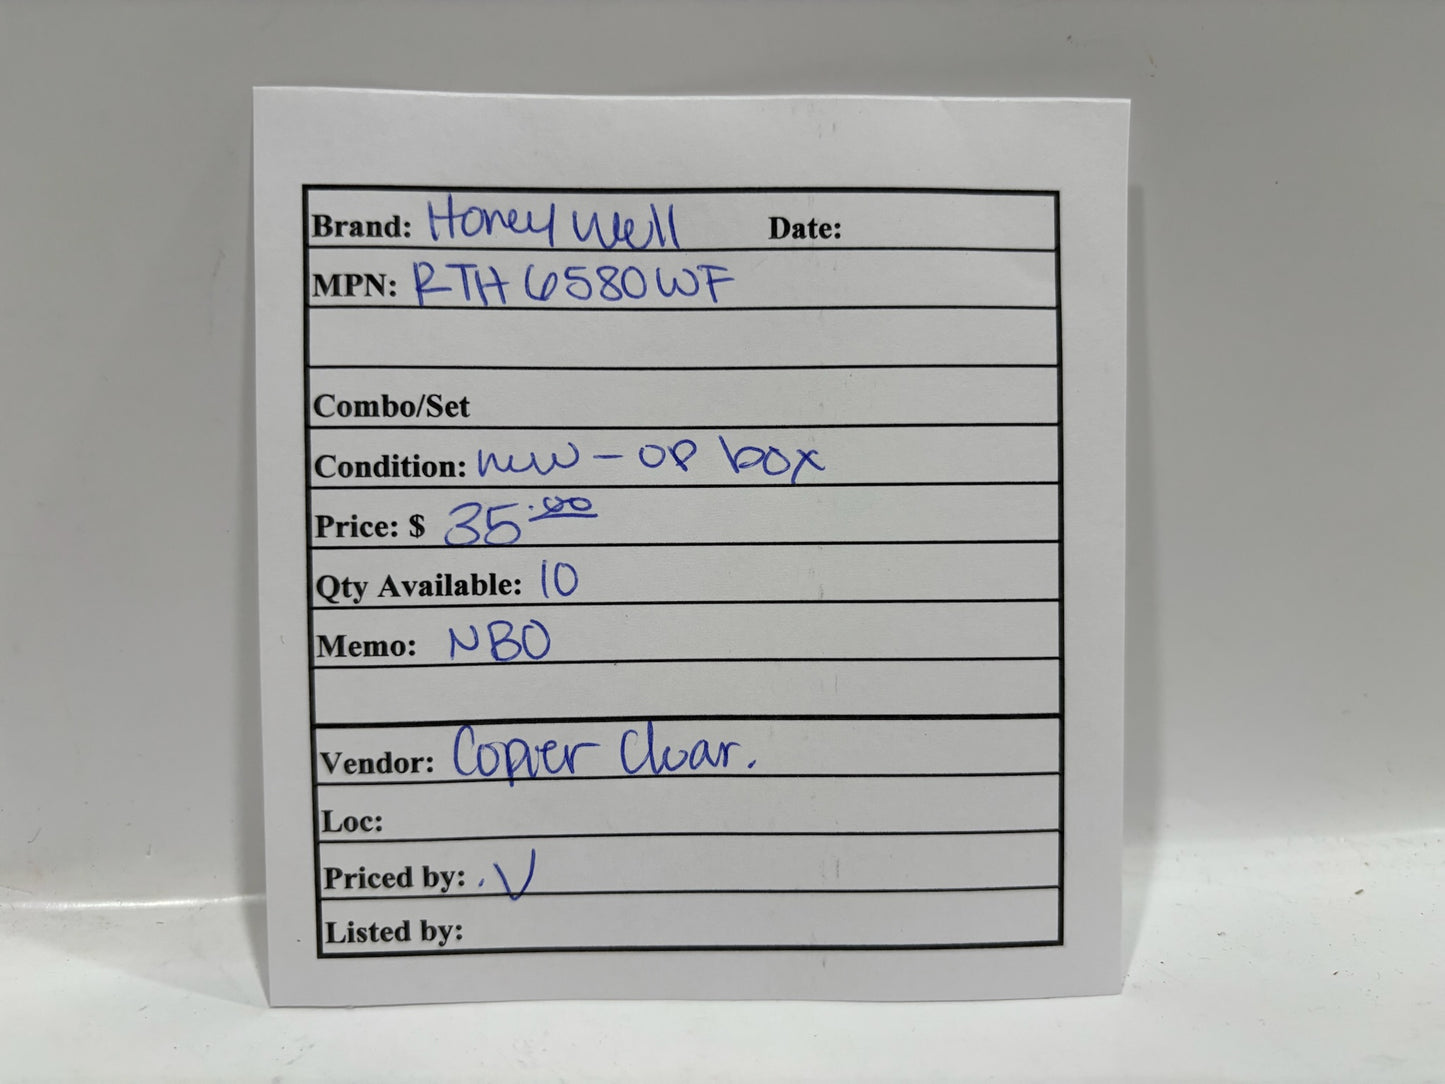 Brand: Honey Well Date:
MPN: RTH6580WF
Combo/Set
Condition: new - op box
Price: $ 35.00
Qty Available: 10
Memo: NBO
Vendor: Copier Clear.
Loc:
Priced by: .V
Listed by: